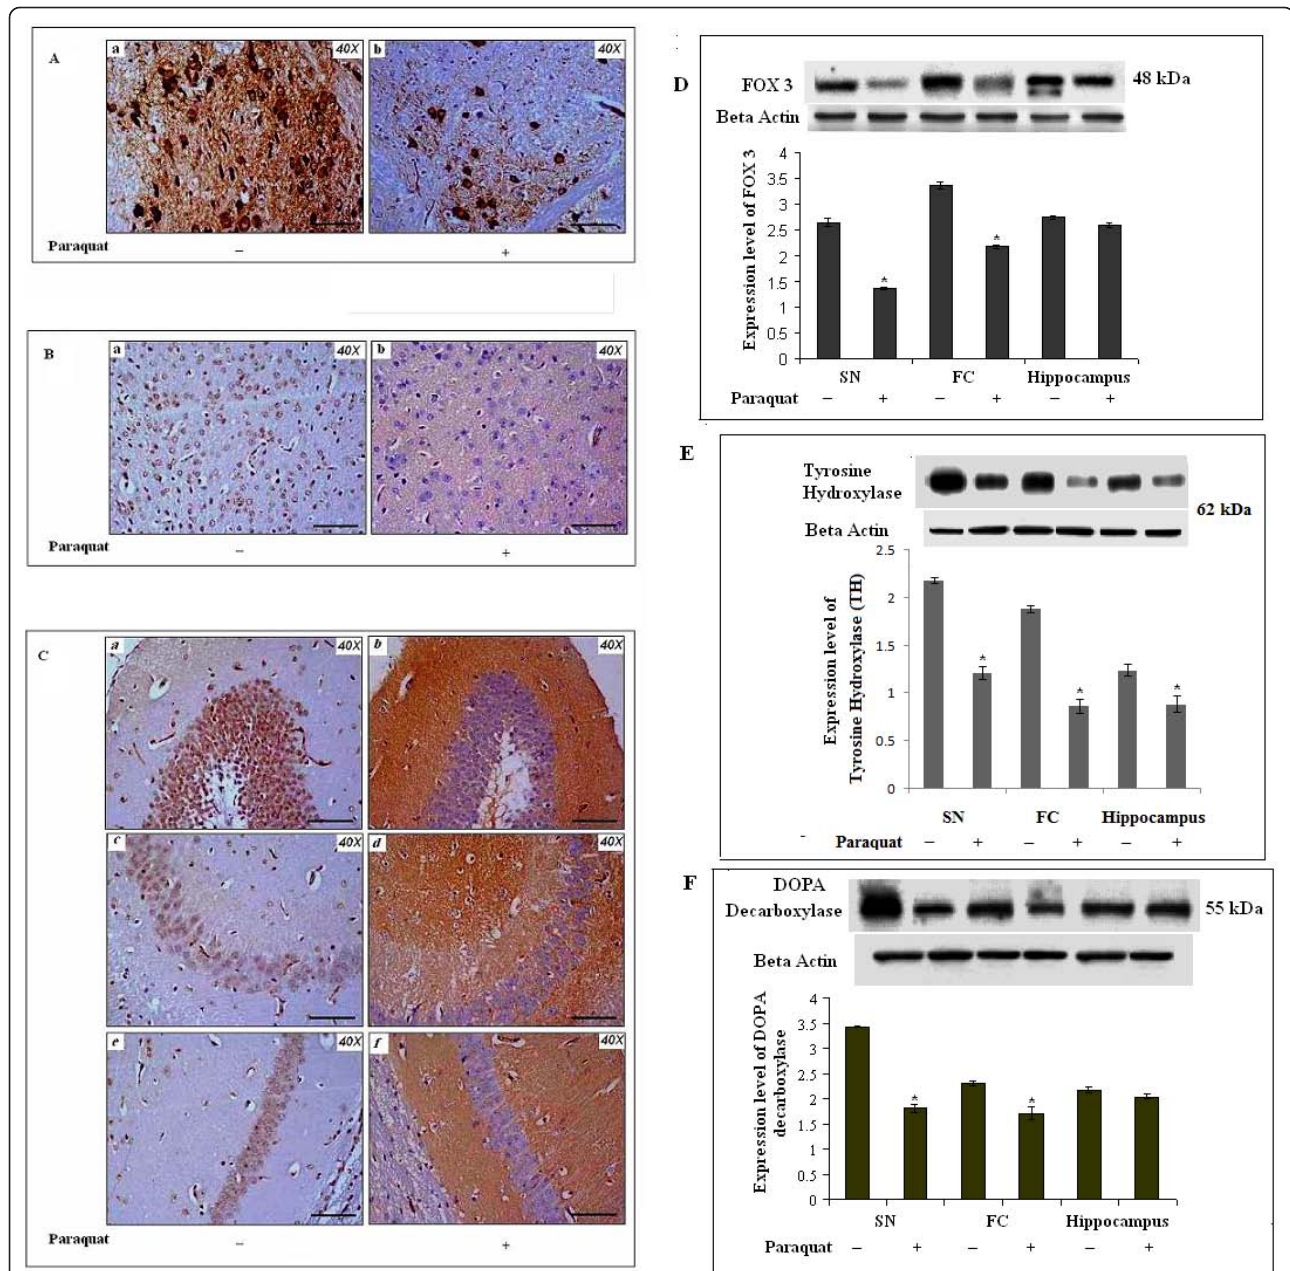 A
a
40X
b
40X
Paraquat
– +
B
a
40X
b
40X
Paraquat
– +
C
a
40X
b
40X
c
40X
d
40X
e
40X
f
40X
Paraquat
– +
D
FOX 3
48 kDa
Beta Actin
Expression level of FOX 3
4
3.5
3
2.5
2
1.5
1
0.5
0
* *
SN FC Hippocampus
Paraquat – + – + – +
E
Tyrosine
Hydroxylase
62 kDa
Beta Actin
Expression level of
Tyrosine Hydroxylase (TH)
2.5
2
1.5
1
0.5
0
* * *
SN FC Hippocampus
Paraquat – + – + – +
F
DOPA
Decarboxylase
55 kDa
Beta Actin
Expression level of DOPA
decarboxylase
4
3.5
3
2.5
2
1.5
1
0.5
0
* *
SN FC Hippocampus
Paraquat – + – + – +